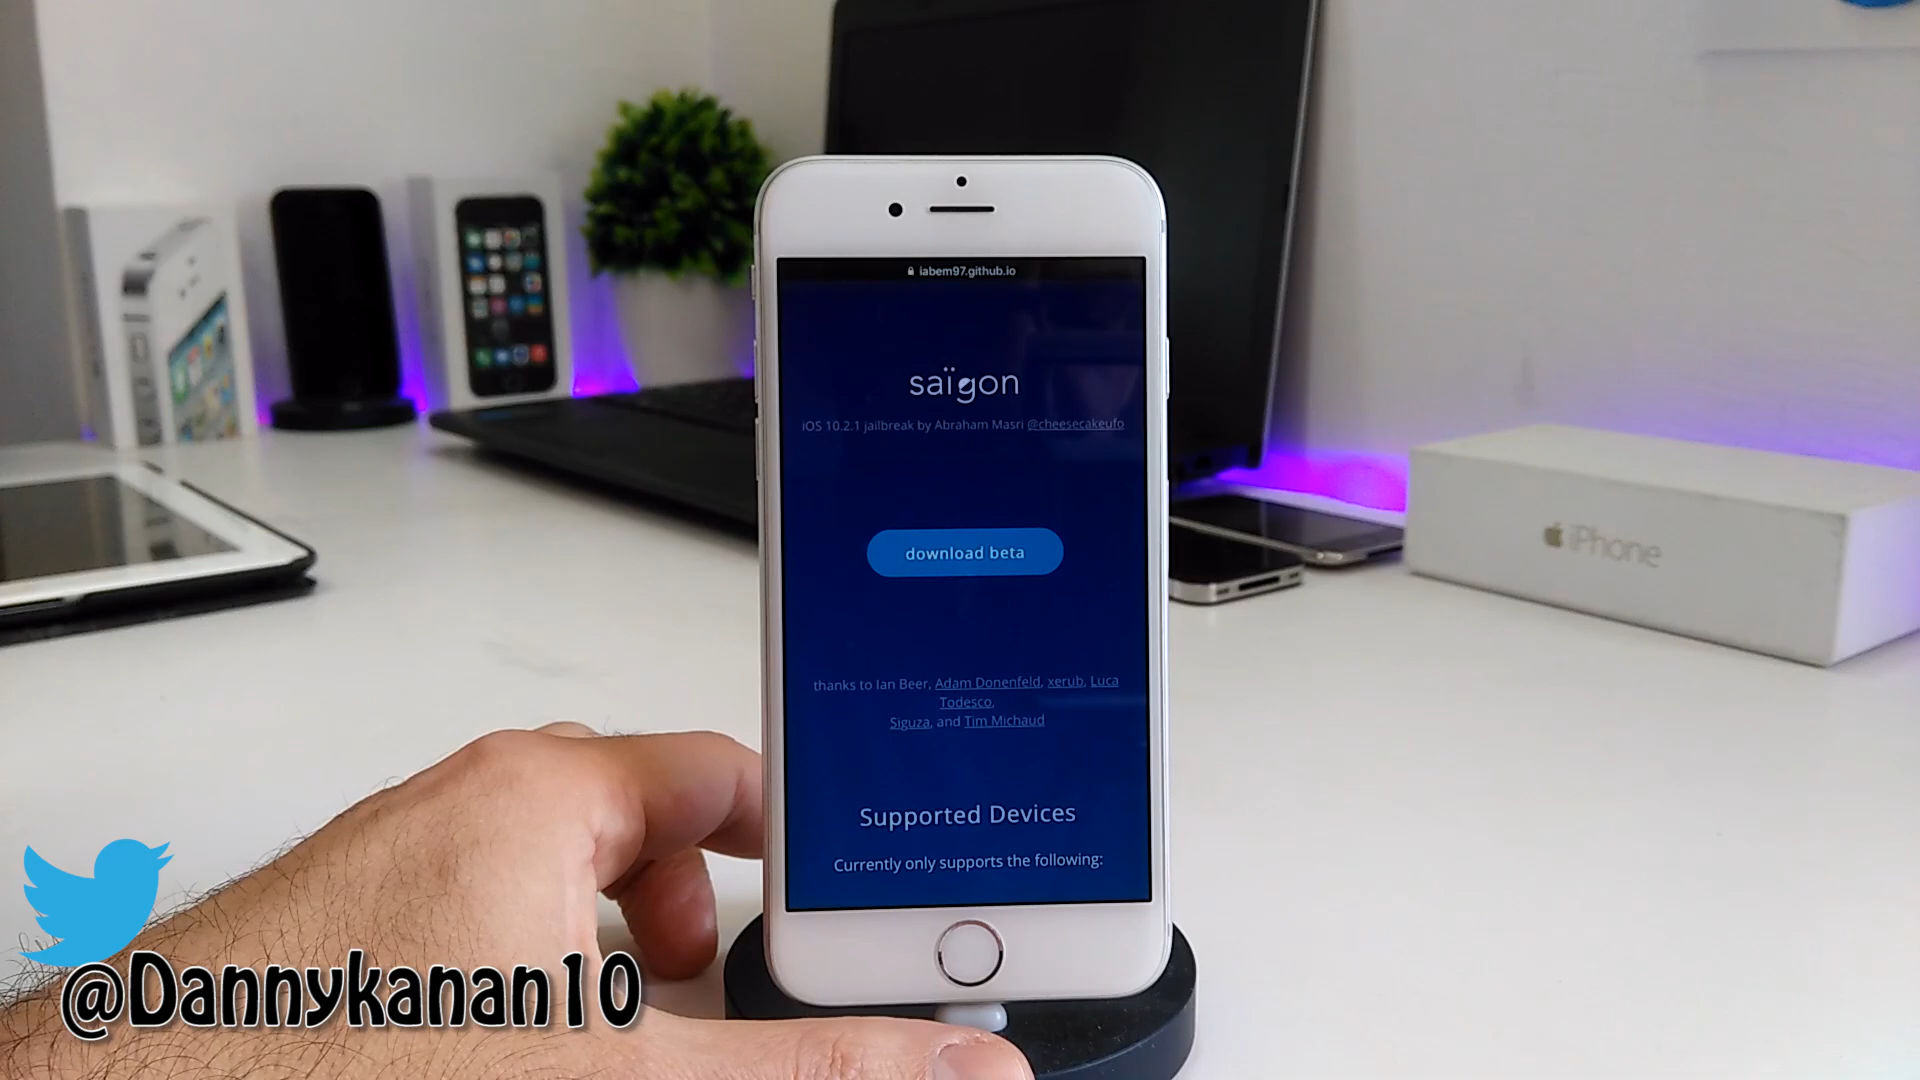 iabem97.github.io
saïgon
iOS 10.2.1 jailbreak by Abraham Masri @cheesecakeufo
download beta
thanks to Ian Beer, Adam Donenfeld, xerub, Luca
Todesco,
Siguza, and Tim Michaud
Supported Devices
Currently only supports the following:
iPhone
@Dannykanan10